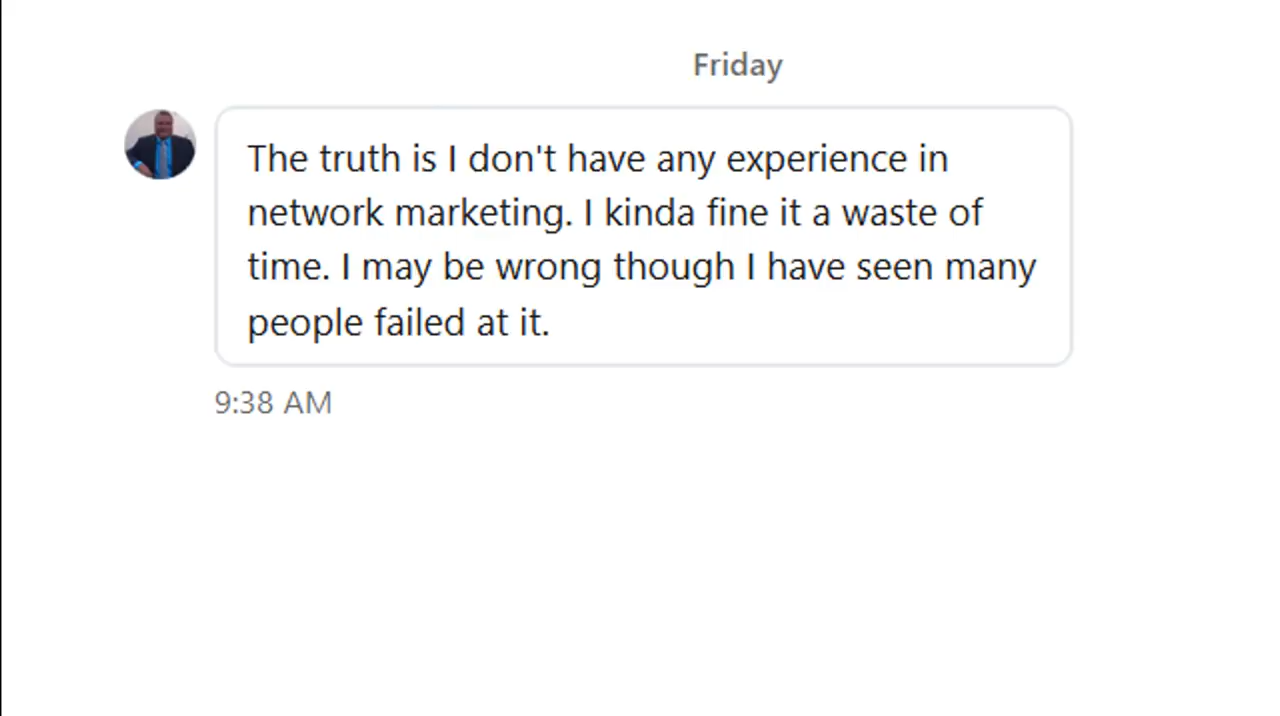 Friday
The truth is I don't have any experience in
network marketing. I kinda fine it a waste of
time. I may be wrong though I have seen many
people failed at it.
9:38 AM